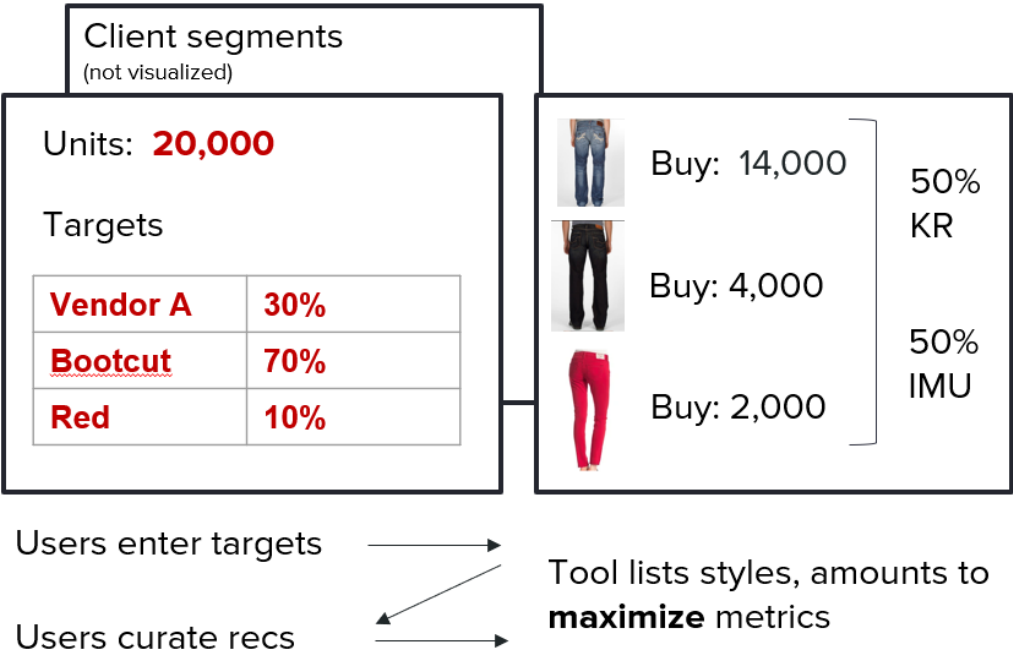 Client segments
(not visualized)
Units: 20,000
Targets
Vendor A 30%
Bootcut 70%
Red 10%
Buy: 14,000
Buy: 4,000
Buy: 2,000
50%
KR
50%
IMU
Users enter targets
Users curate recs
Tool lists styles, amounts to
maximize metrics